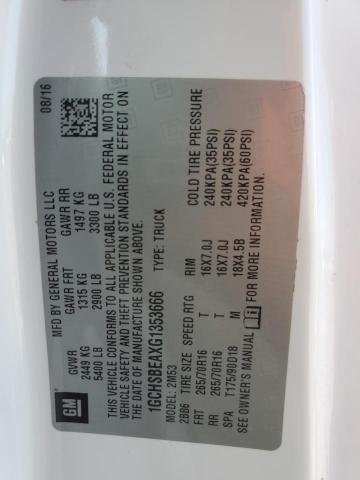 MFD BY GENERAL MOTORS LLC 08/16
GVWR GAWR FRT GAWR RR
2449 KG 1315 KG 1497 KG
5400 LB 2900 LB 3300 LB
THIS VEHICLE CONFORMS TO ALL APPLICABLE U.S. FEDERAL MOTOR
VEHICLE SAFETY AND THEFT PREVENTION STANDARDS IN EFFECT ON
THE DATE OF MANUFACTURE SHOWN ABOVE.
1GCHSBEAXG1353666 TYPE: TRUCK
MODEL: 2M53
2BB6 TIRE SIZE SPEED RTG RIM COLD TIRE PRESSURE
FRT 265/70R16 T 16X7.0J 240KPA(35PSI)
RR 265/70R16 T 16X7.0J 240KPA(35PSI)
SPA T175/90D18 18X4.5B 420KPA(60PSI)
SEE OWNER'S MANUAL FOR MORE INFORMATION.
GM